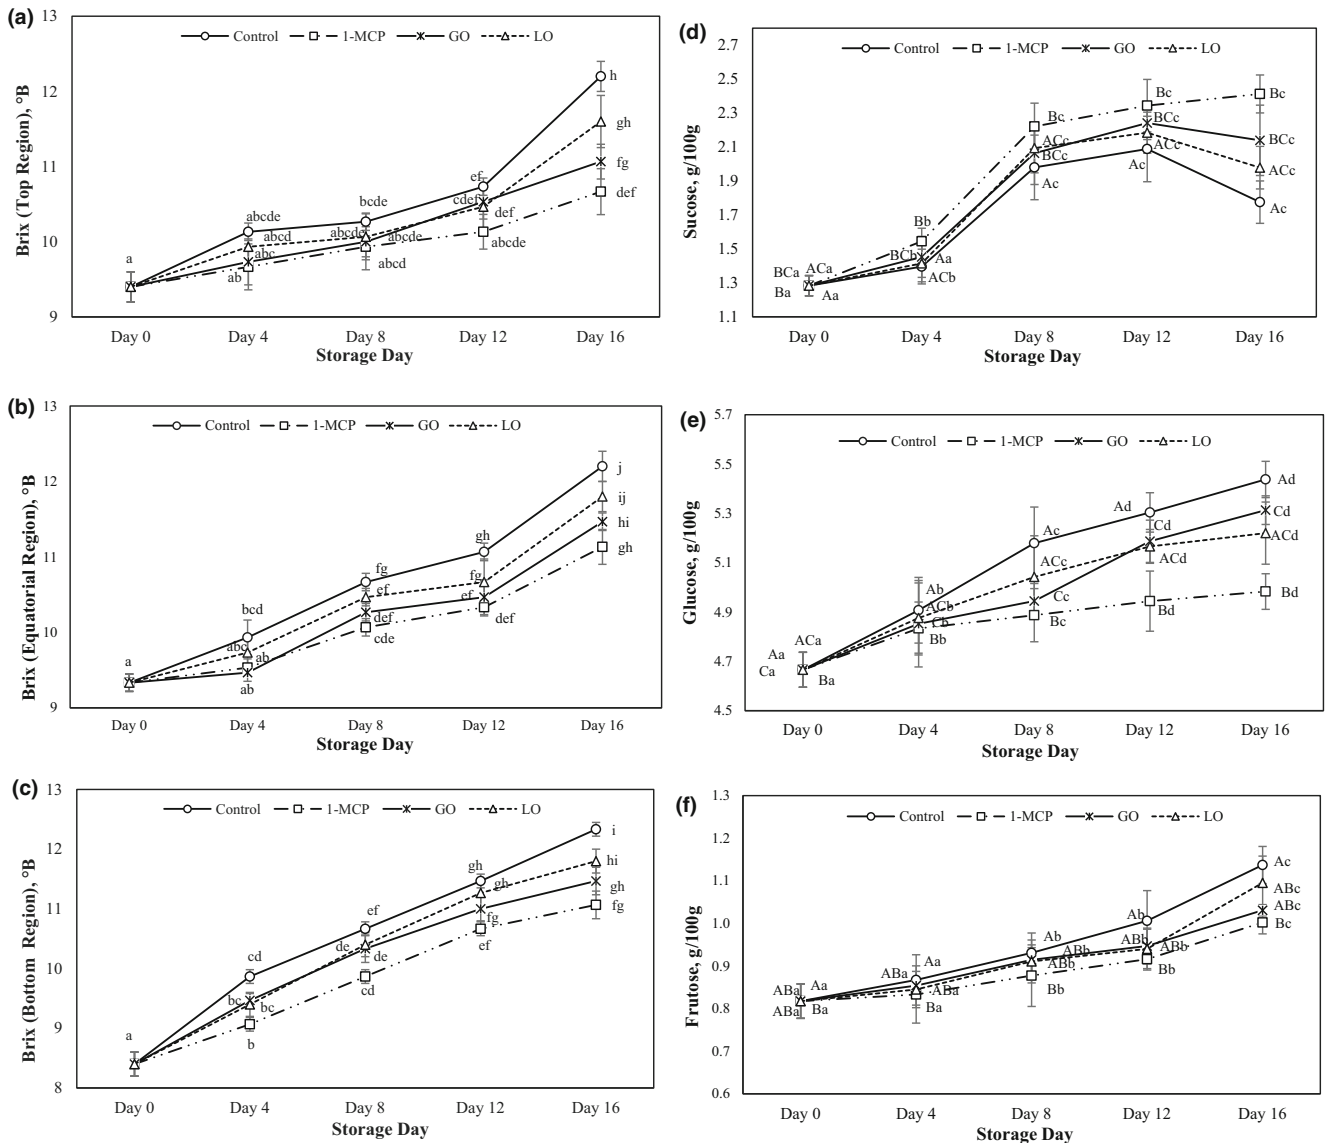 (a)
13
12
11
10
9
Brix (Top Region), °B
Control 1-MCP GO LO
a
abcde
abcd
abc
ab
bcde
abcde
abcde
abcd
ef
cdef
def
abcde
h
gh
fg
def
Day 0 Day 4 Day 8 Day 12 Day 16
Storage Day
(b)
13
12
11
10
9
Brix (Equatorial Region), °B
Control 1-MCP GO LO
a
bcd
abc
ab
ab
fg
ef
def
cde
gh
fg
ef
def
j
ij
hi
gh
Day 0 Day 4 Day 8 Day 12 Day 16
Storage Day
(c)
13
12
11
10
9
8
Brix (Bottom Region), °B
Control 1-MCP GO LO
a
cd
bc
bc
b
ef
de
de
cd
gh
gh
fg
ef
i
hi
gh
fg
Day 0 Day 4 Day 8 Day 12 Day 16
Storage Day
(d)
2.7
2.5
2.3
2.1
1.9
1.7
1.5
1.3
1.1
Sucose, g/100g
Control 1-MCP GO LO
BCa ACa
Ba Aa
Bb
BCb
Aa
ACb
Bc
ACc
BCc
Ac
Bc
BCc
ACc
Ac
Bc
BCc
ACc
Ac
Day 0 Day 4 Day 8 Day 12 Day 16
Storage Day
(e)
5.7
5.5
5.3
5.1
4.9
4.7
4.5
Glucose, g/100g
Control 1-MCP GO LO
ACa
Aa
Ca
Ba
Ab
ACb
Cb
Bb
Ac
ACc
Cc
Bc
Ad
Cd
ACd
Bd
Ad
Cd
ACd
Bd
Day 0 Day 4 Day 8 Day 12 Day 16
Storage Day
(f)
1.3
1.2
1.1
1.0
0.9
0.8
0.7
0.6
Frutose, g/100g
Control 1-MCP GO LO
ABa Aa
ABa Ba
ABa Aa
ABa
Ba
Ab
ABb
ABb
Bb
Ab
ABb
ABb
Bb
Ac
ABc
ABc
Bc
Day 0 Day 4 Day 8 Day 12 Day 16
Storage Day